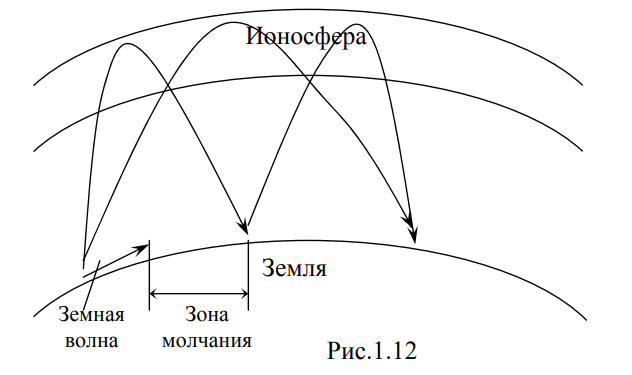 Ионосфера
Земля
Земная
волна
Зона
молчания
Рис.1.12